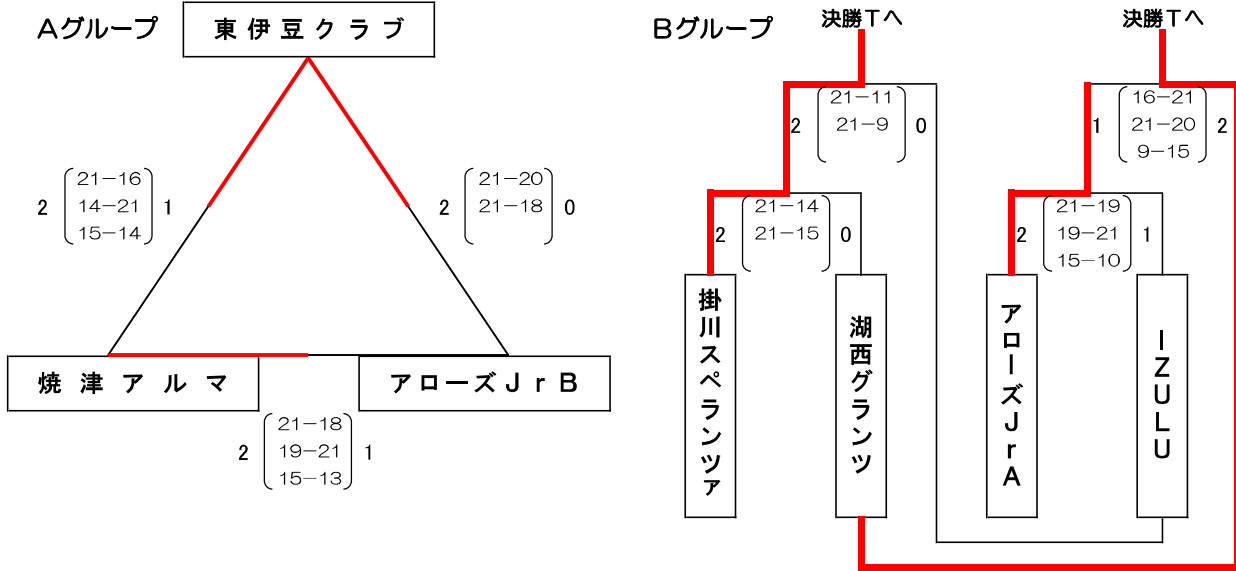 Aグループ
東伊豆クラブ
2
21-16
14-21
15-14
1
2
21-20
21-18
0
焼津アルマ
アローズJrB
2
21-18
19-21
15-13
1
Bグループ
決勝Tへ
決勝Tへ
2
21-11
21-9
0
1
16-21
21-20
9-15
2
2
21-14
21-15
0
2
21-19
19-21
15-10
1
掛川スペランツァ
湖西グランツ
アローズJrA
IZULU